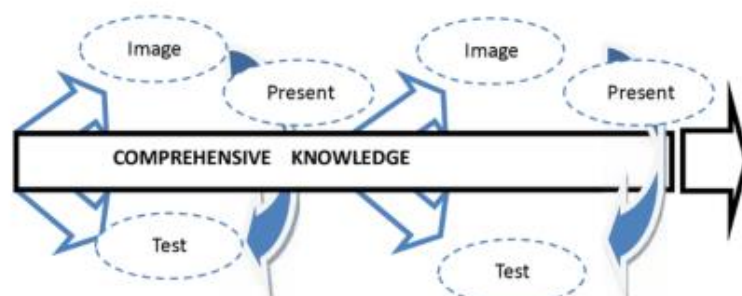 Image
Image
Present
Present
COMPREHENSIVE KNOWLEDGE
Test
Test